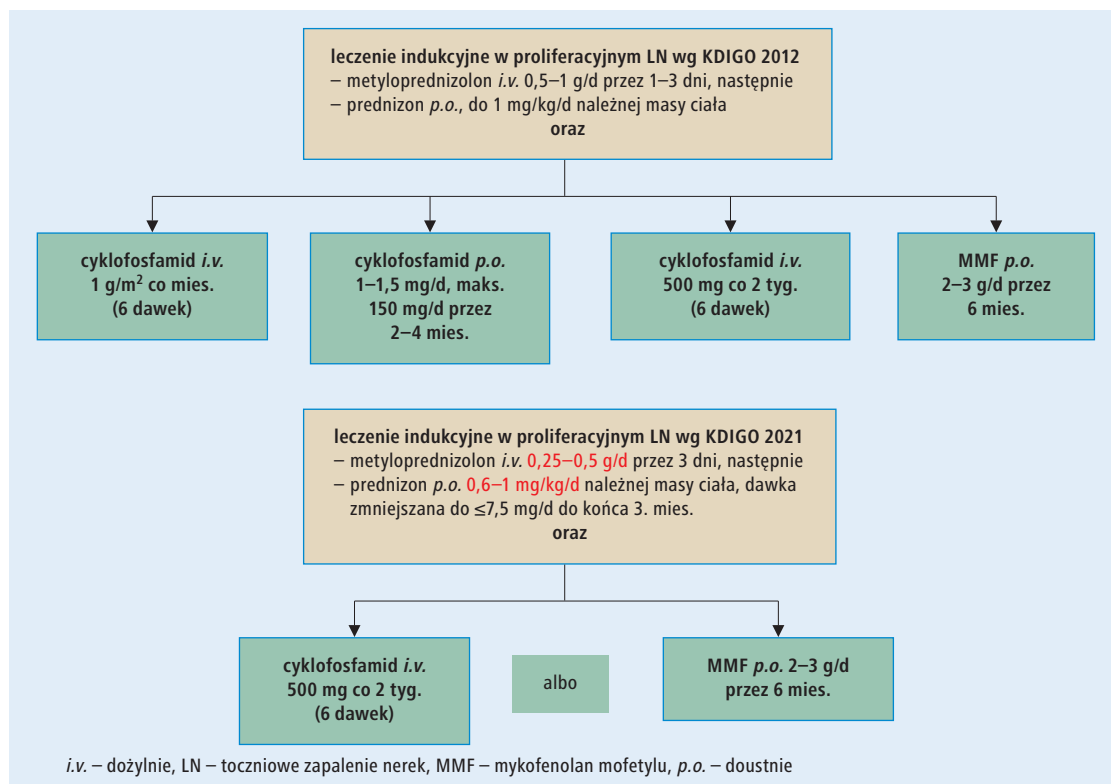 leczenie indukcyjne w proliferacyjnym LN wg KDIGO 2012
– metyloprednizolon i.v. 0,5–1 g/d przez 1–3 dni, następnie
– prednizon p.o., do 1 mg/kg/d należnej masy ciała
oraz
cyklofosfamid i.v.
1 g/m² co mies.
(6 dawek)
cyklofosfamid p.o.
1–1,5 mg/d, maks.
150 mg/d przez
2–4 mies.
cyklofosfamid i.v.
500 mg co 2 tyg.
(6 dawek)
MMF p.o.
2–3 g/d przez
6 mies.
leczenie indukcyjne w proliferacyjnym LN wg KDIGO 2021
– metyloprednizolon i.v. 0,25–0,5 g/d przez 3 dni, następnie
– prednizon p.o. 0,6–1 mg/kg/d należnej masy ciała, dawka
zmniejszana do ≤7,5 mg/d do końca 3. mies.
oraz
cyklofosfamid i.v.
500 mg co 2 tyg.
(6 dawek)
albo
MMF p.o. 2–3 g/d
przez 6 mies.
i.v. – dożylnie, LN – toczniowe zapalenie nerek, MMF – mykofenolan mofetylu, p.o. – doustnie